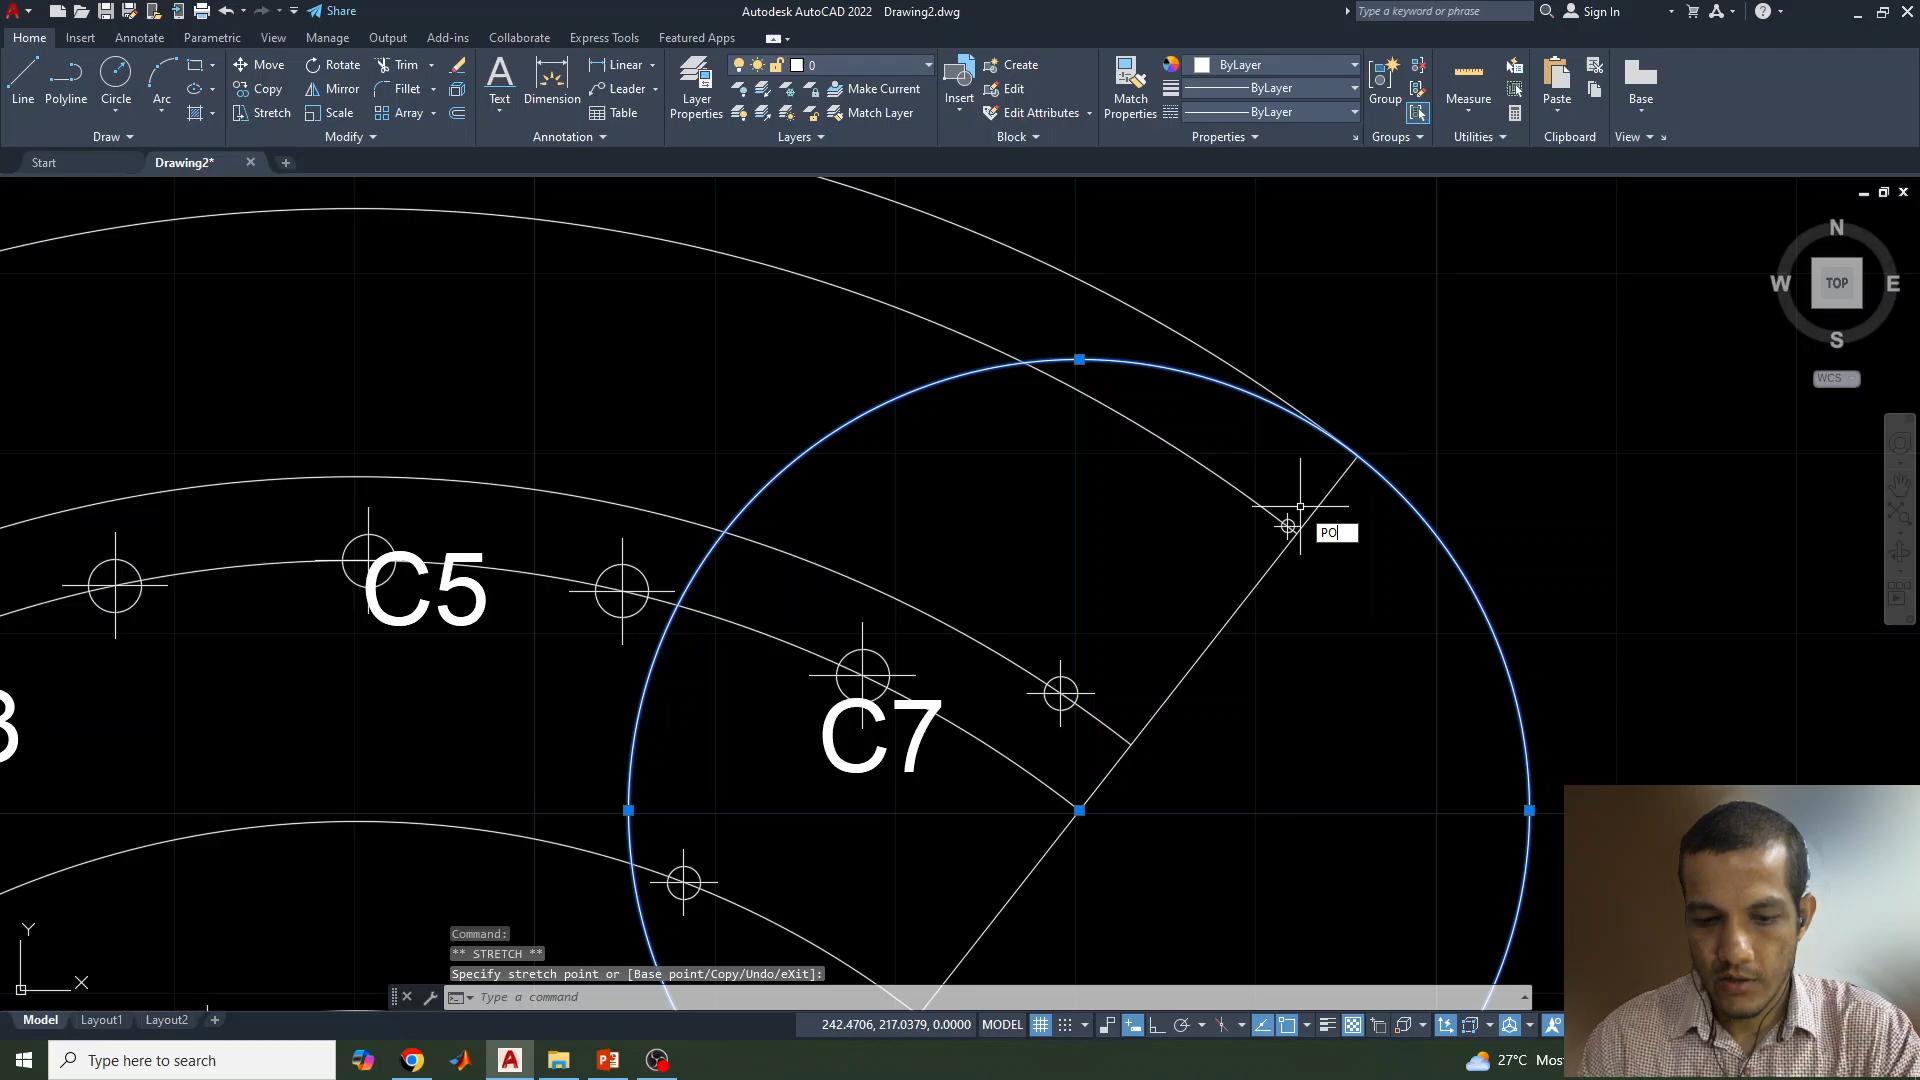 Share
Autodesk AutoCAD 2022 Drawing2.dwg
Type a keyword or phrase
Sign In
Home Insert Annotate Parametric View Manage Output Add-ins Collaborate Express Tools Featured Apps
Line
Polyline
Circle
Arc
Draw
Move
Rotate
Trim
Copy
Mirror
Fillet
Stretch
Scale
Array
Modify
Text
Dimension
Linear
Leader
Table
Annotation
Layer
Properties
0
Make Current
Match Layer
Layers
Insert
Create
Edit
Edit Attributes
Block
Match
Properties
ByLayer
ByLayer
ByLayer
Properties
Group
Groups
Measure
Utilities
Paste
Clipboard
Base
View
Start
Drawing2*
N
W
TOP
E
S
WCS
PO
C5
C7
Command:
** STRETCH **
Specify stretch point or [Base point/Copy/Undo/eXit]:
Type a command
Y
X
Model Layout1 Layout2
242.4706, 217.0379, 0.0000 MODEL
Type here to search
27°C